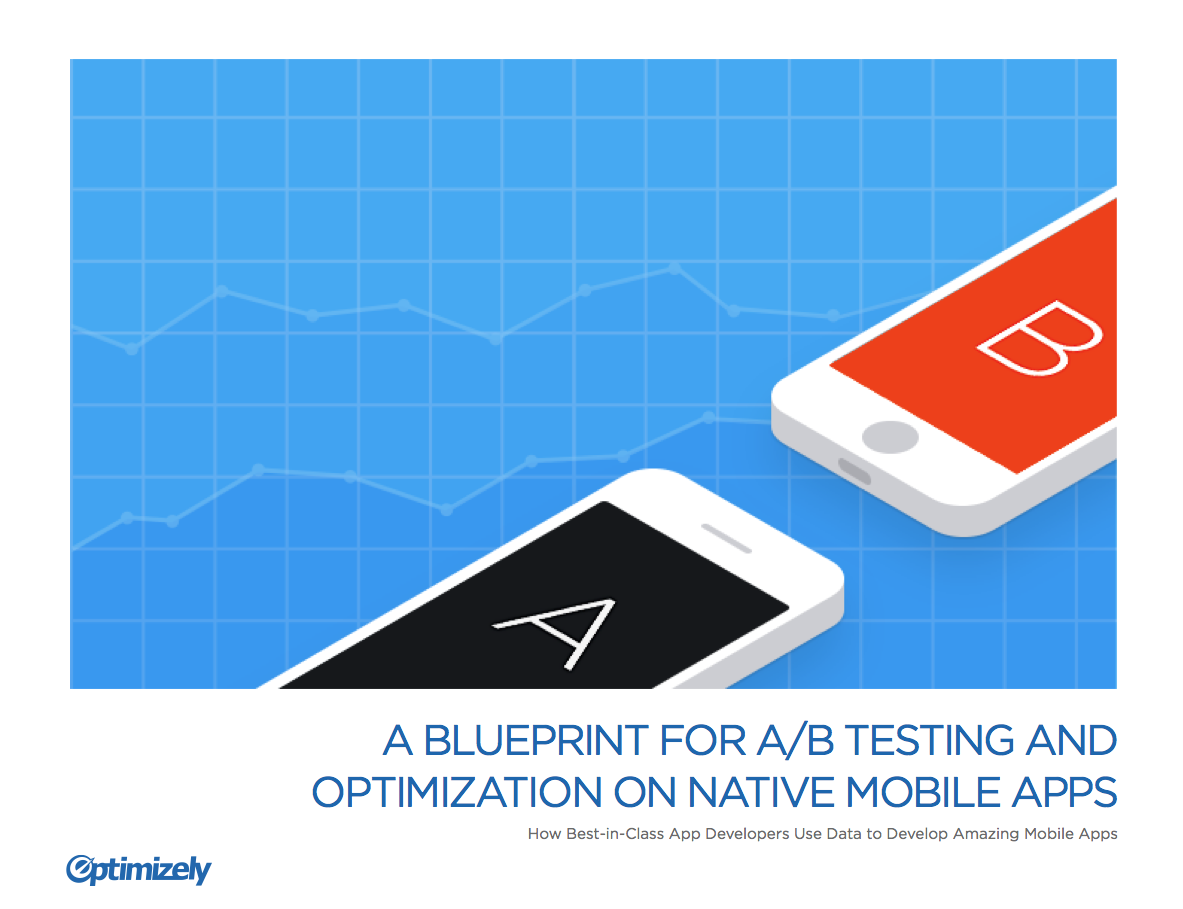 B
A
A BLUEPRINT FOR A/B TESTING AND
OPTIMIZATION ON NATIVE MOBILE APPS
How Best-in-Class App Developers Use Data to Develop Amazing Mobile Apps
Optimizely